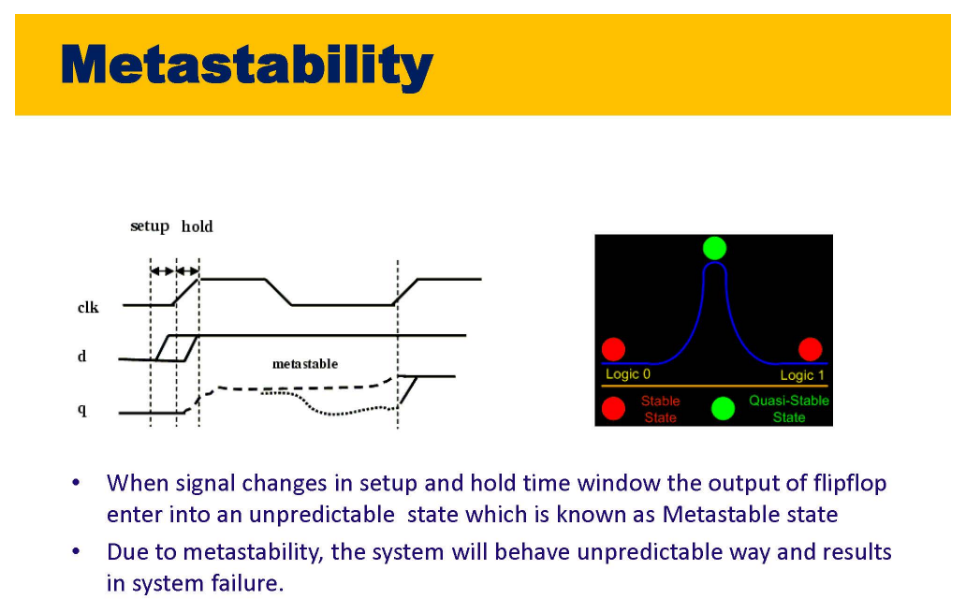 Metastability
setup hold
clk
d
metastable
q
Logic 0
Logic 1
Stable
State
Quasi-Stable
State
• When signal changes in setup and hold time window the output of flipflop
enter into an unpredictable state which is known as Metastable state
• Due to metastability, the system will behave unpredictable way and results
in system failure.